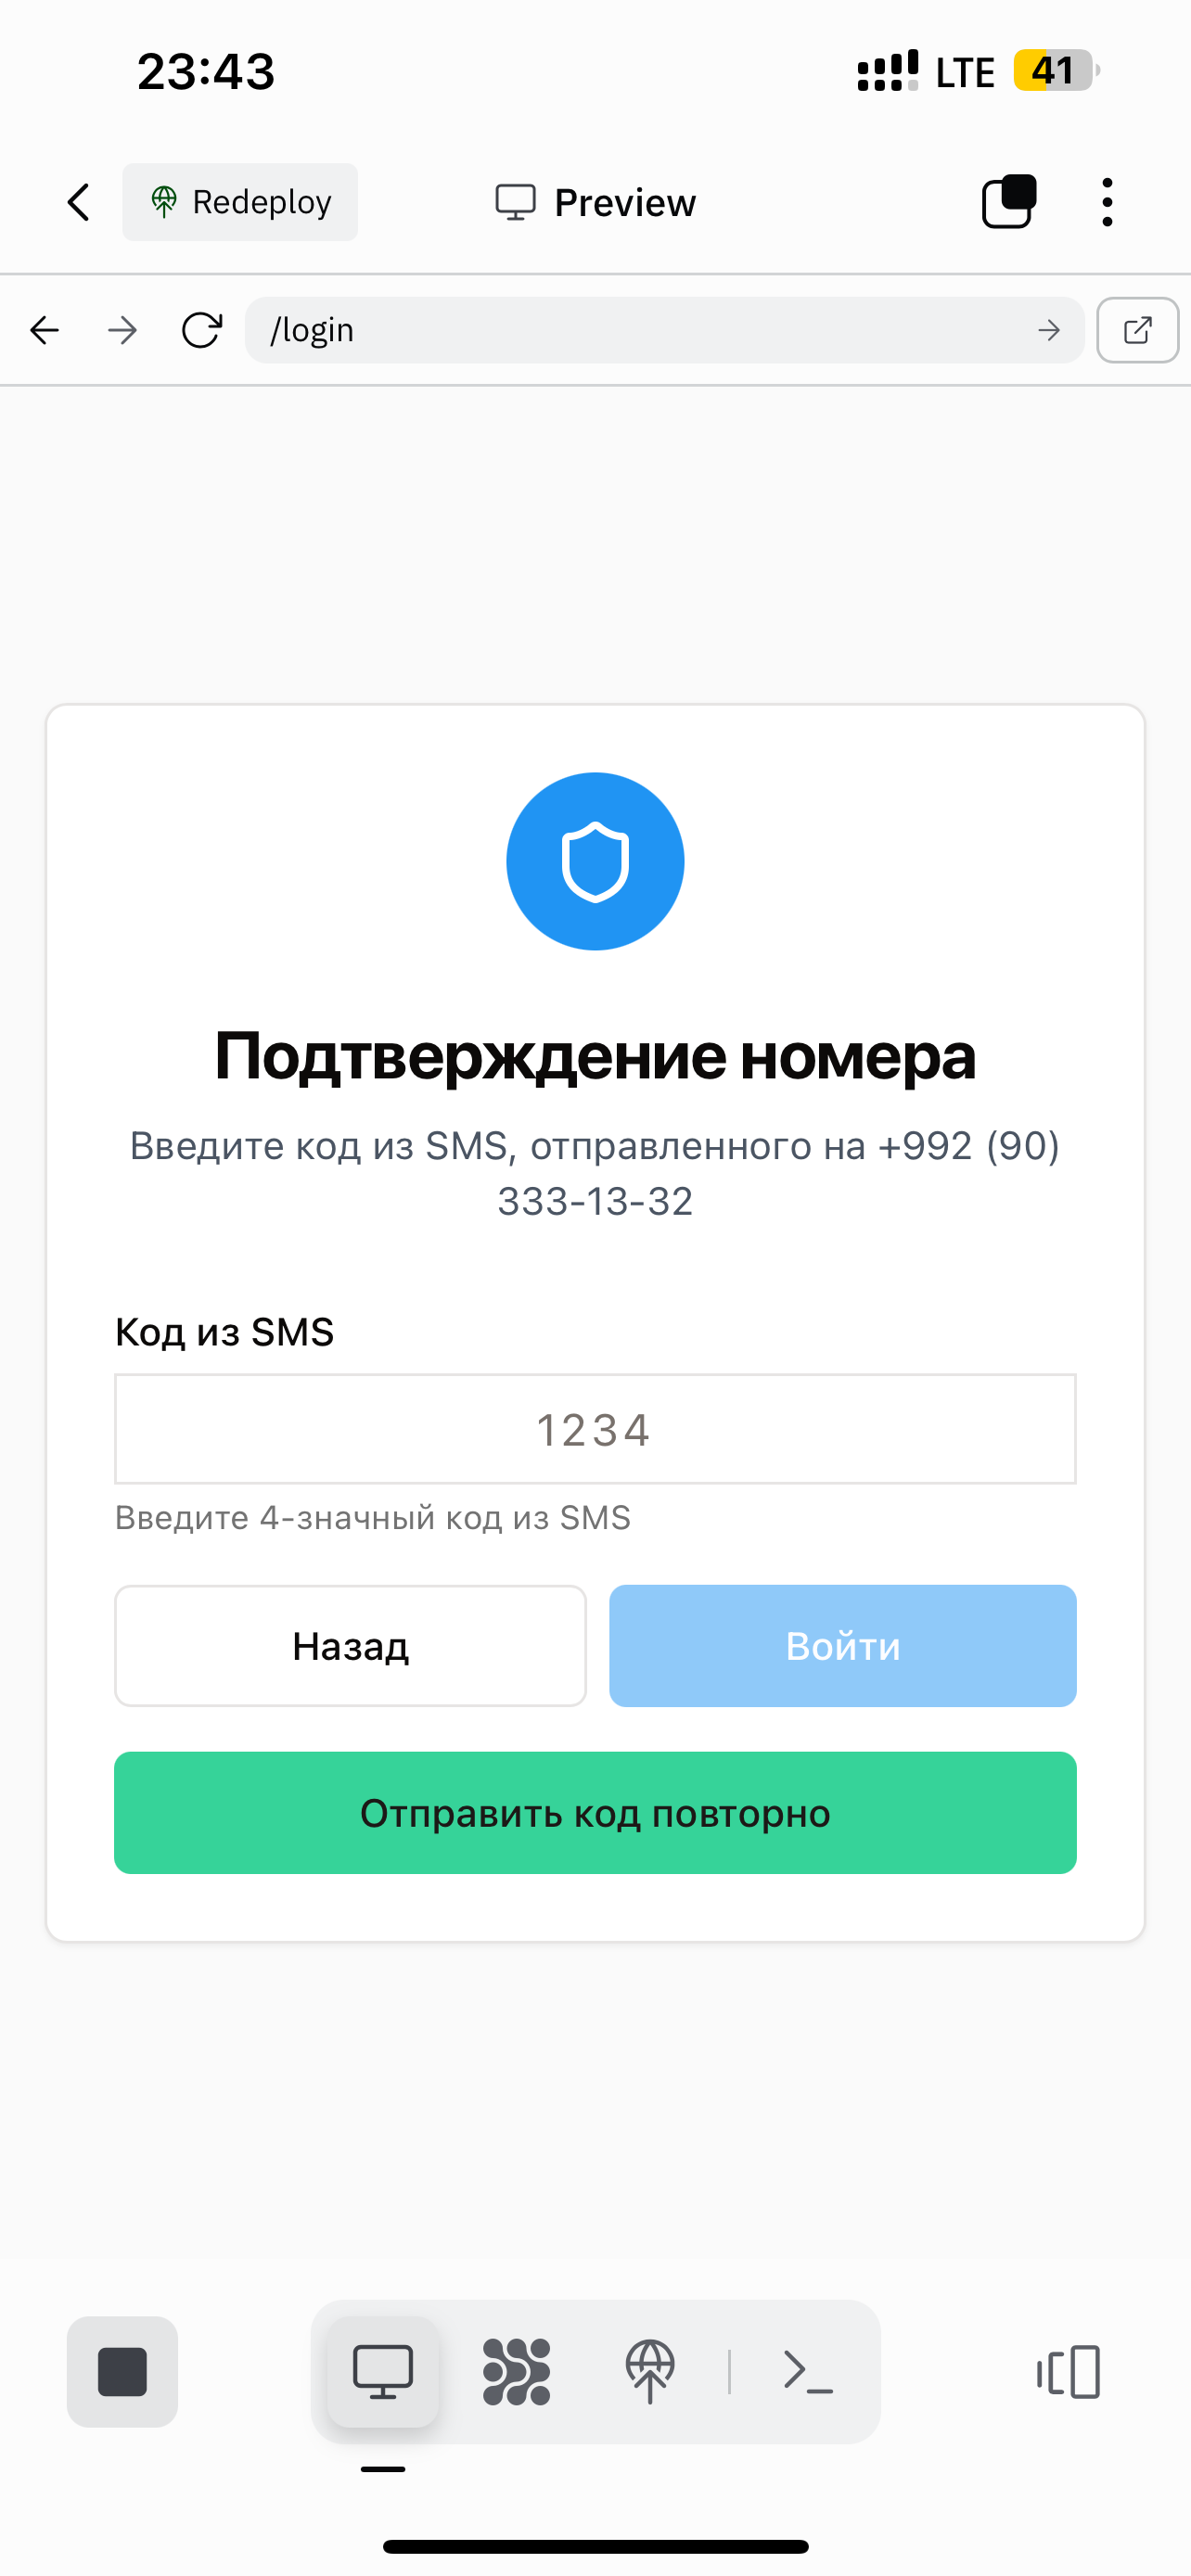 23:43
LTE
41
Redeploy
Preview
/login
Подтверждение номера
Введите код из SMS, отправленного на +992 (90)
333-13-32
Код из SMS
1234
Введите 4-значный код из SMS
Назад
Войти
Отправить код повторно